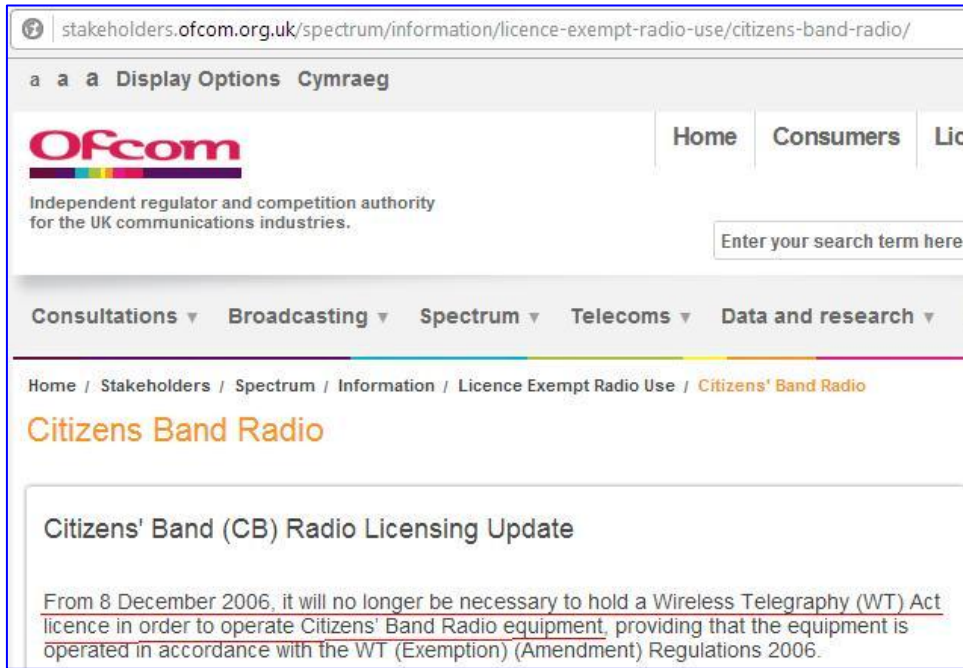 stakeholders.ofcom.org.uk/spectrum/information/licence-exempt-radio-use/citizens-band-radio/
a a a Display Options Cymraeg
Ofcom
Home Consumers Lic
Independent regulator and competition authority
for the UK communications industries.
Enter your search term here
Consultations Broadcasting Spectrum Telecoms Data and research
Home / Stakeholders / Spectrum / Information / Licence Exempt Radio Use / Citizens' Band Radio
Citizens Band Radio
Citizens' Band (CB) Radio Licensing Update
From 8 December 2006, it will no longer be necessary to hold a Wireless Telegraphy (WT) Act
licence in order to operate Citizens' Band Radio equipment, providing that the equipment is
operated in accordance with the WT (Exemption) (Amendment) Regulations 2006.